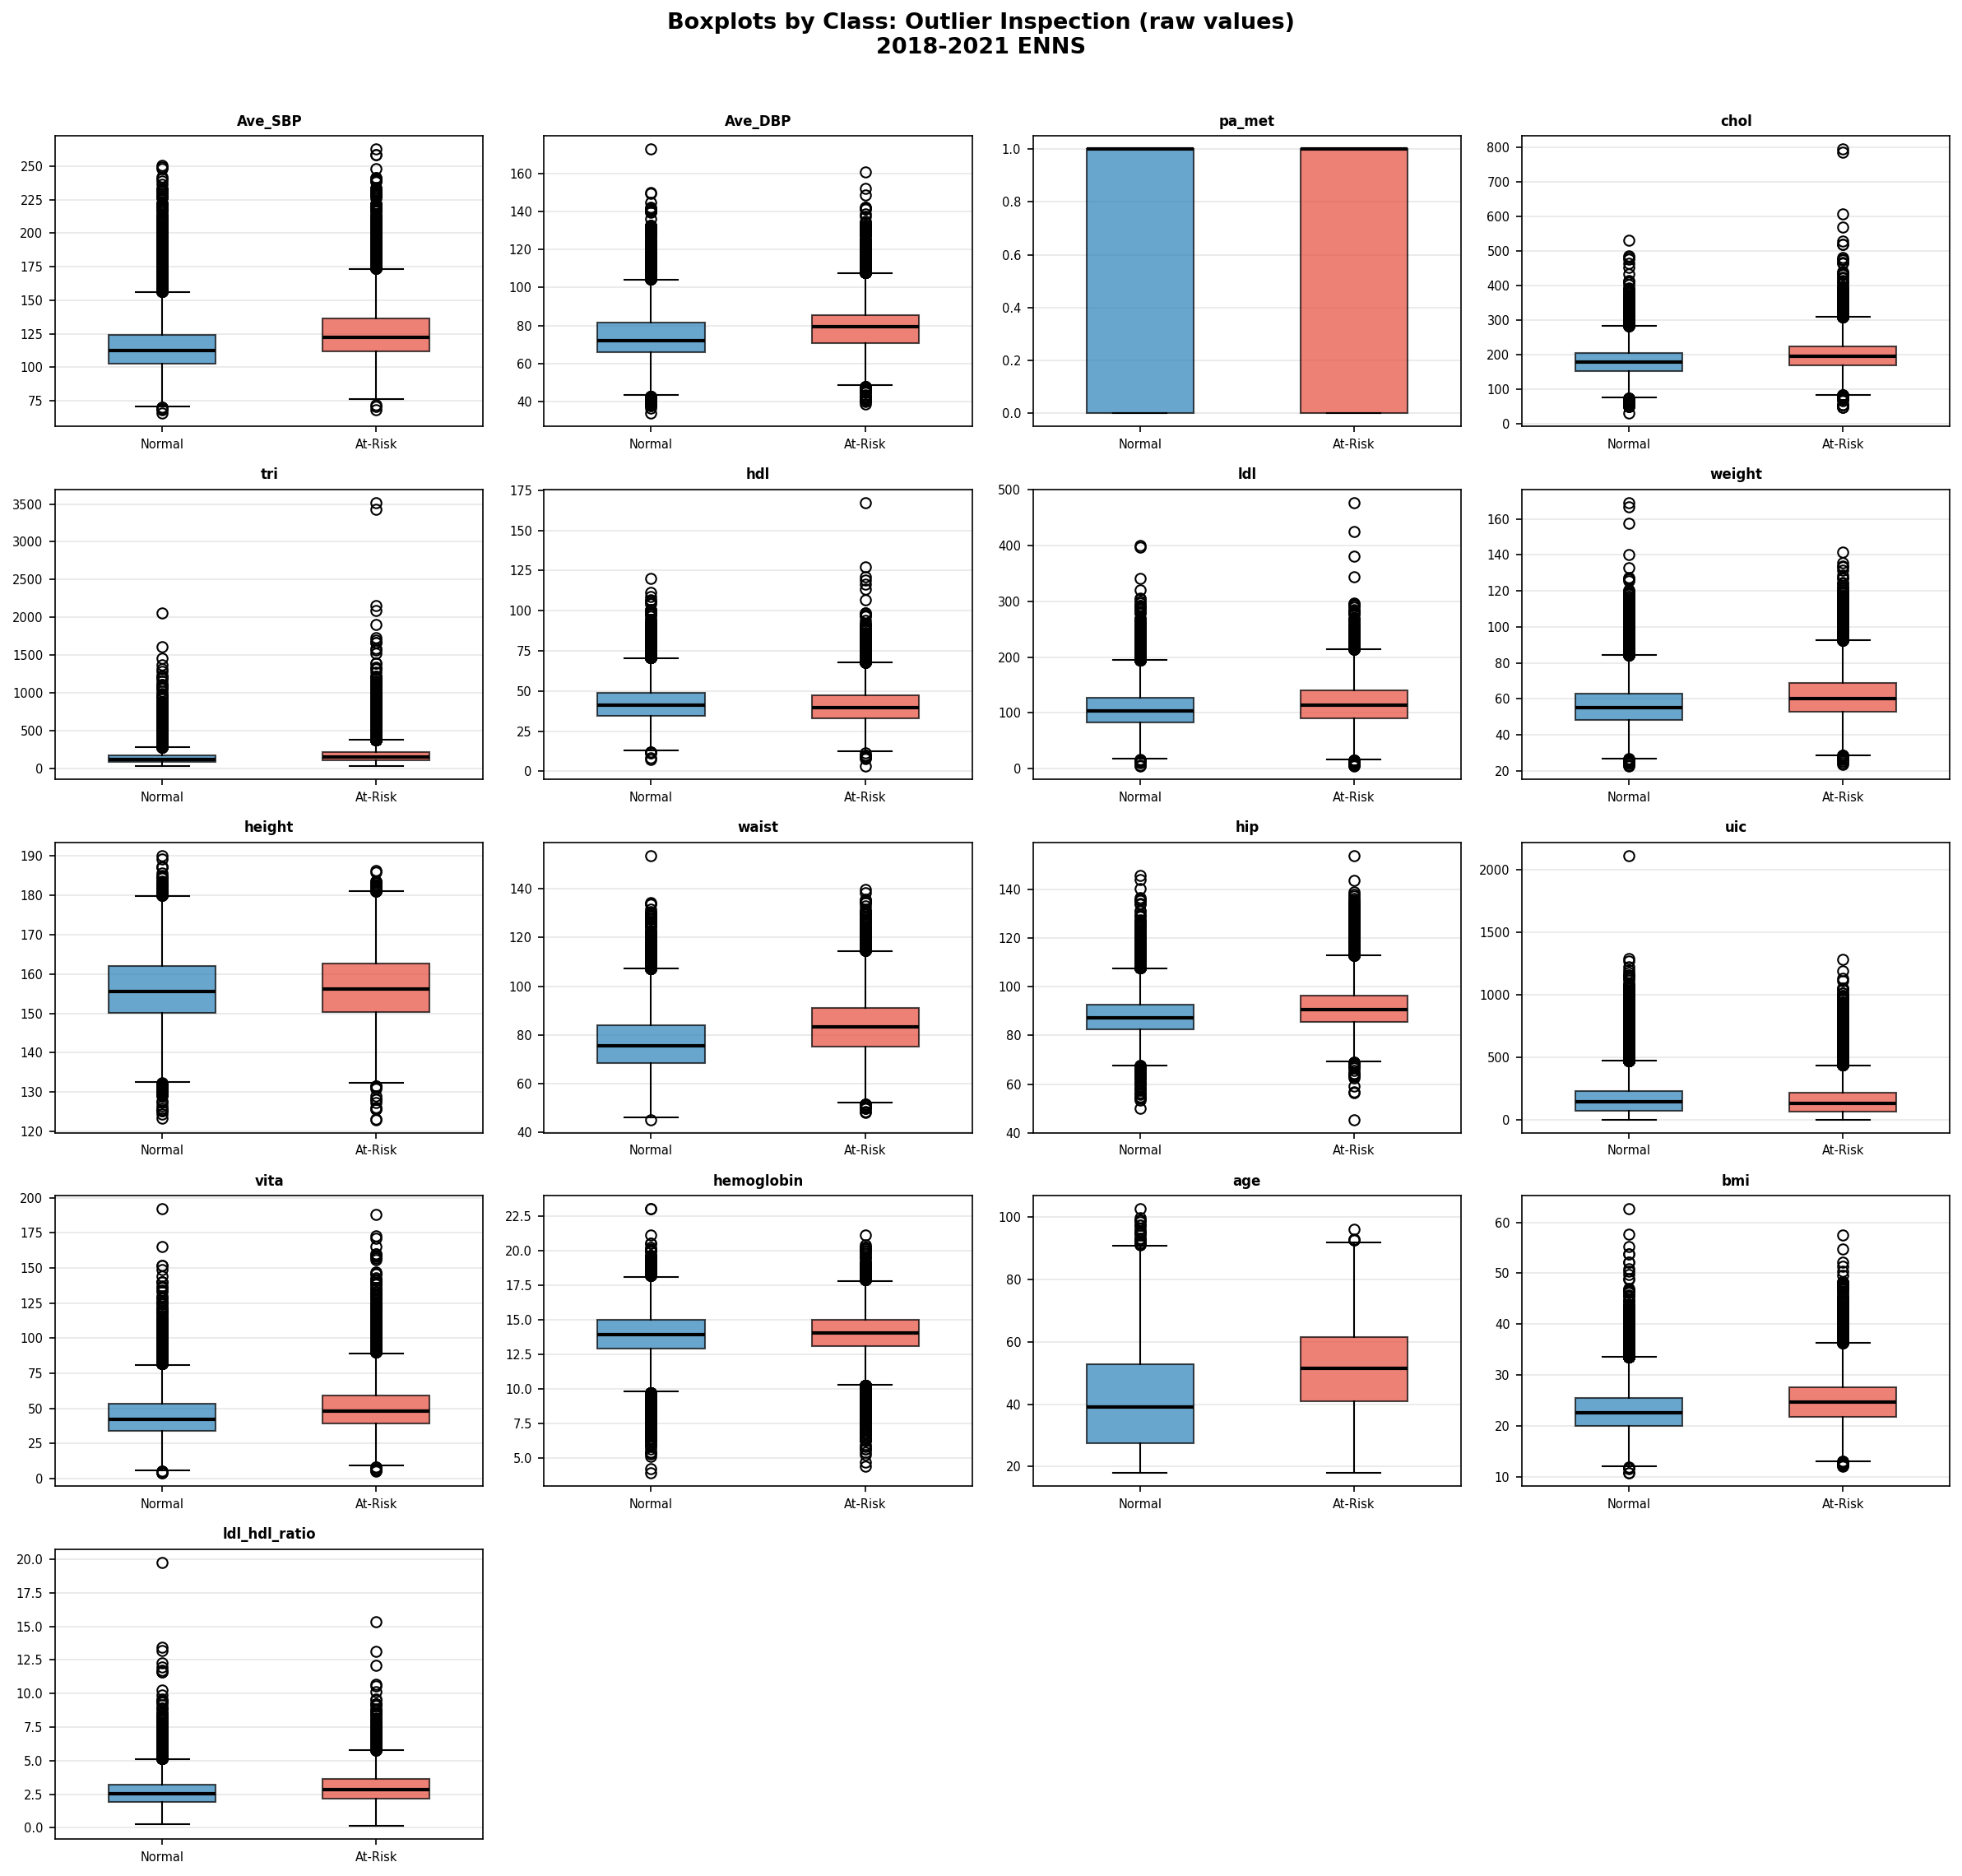 Boxplots by Class: Outlier Inspection (raw values)
2018-2021 ENNS
Ave_SBP
250
225
200
175
150
125
100
75
Normal
At-Risk
Ave_DBP
160
140
120
100
80
60
40
Normal
At-Risk
pa_met
1.0
0.8
0.6
0.4
0.2
0.0
Normal
At-Risk
chol
800
700
600
500
400
300
200
100
0
Normal
At-Risk
tri
3500
3000
2500
2000
1500
1000
500
0
Normal
At-Risk
hdl
175
150
125
100
75
50
25
0
Normal
At-Risk
ldl
500
400
300
200
100
0
Normal
At-Risk
weight
160
140
120
100
80
60
40
20
Normal
At-Risk
height
190
180
170
160
150
140
130
120
Normal
At-Risk
waist
140
120
100
80
60
40
Normal
At-Risk
hip
140
120
100
80
60
40
Normal
At-Risk
uic
2000
1500
1000
500
0
Normal
At-Risk
vita
200
175
150
125
100
75
50
25
0
Normal
At-Risk
hemoglobin
22.5
20.0
17.5
15.0
12.5
10.0
7.5
5.0
Normal
At-Risk
age
100
80
60
40
20
Normal
At-Risk
bmi
60
50
40
30
20
10
Normal
At-Risk
ldl_hdl_ratio
20.0
17.5
15.0
12.5
10.0
7.5
5.0
2.5
0.0
Normal
At-Risk